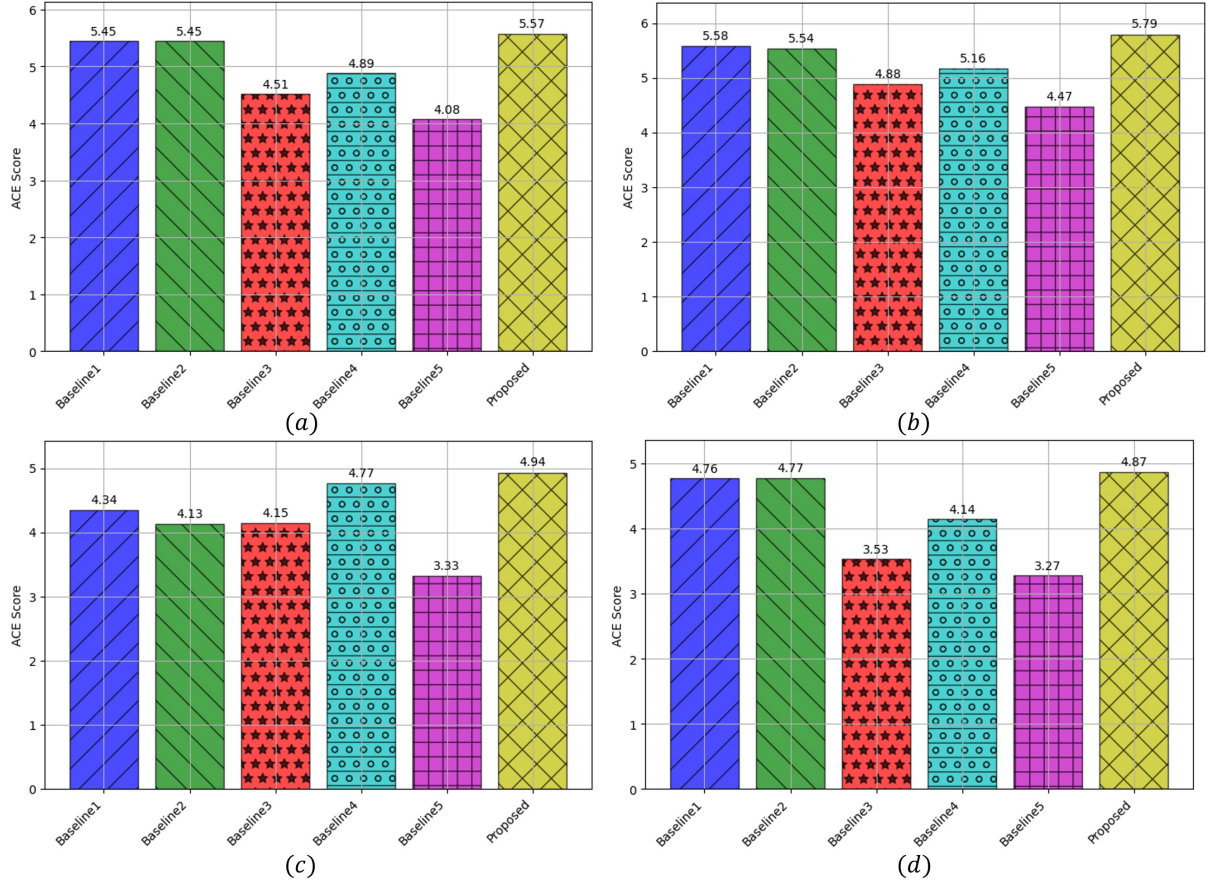 6
5
4
3
2
1
0
ACE Score
5.45
5.45
4.51
4.89
4.08
5.57
Baseline1
Baseline2
Baseline3
Baseline4
Baseline5
Proposed
(a)
6
5
4
3
2
1
0
ACE Score
5.58
5.54
4.88
5.16
4.47
5.79
Baseline1
Baseline2
Baseline3
Baseline4
Baseline5
Proposed
(b)
5
4
3
2
1
0
ACE Score
4.34
4.13
4.15
4.77
3.33
4.94
Baseline1
Baseline2
Baseline3
Baseline4
Baseline5
Proposed
(c)
5
4
3
2
1
0
ACE Score
4.76
4.77
3.53
4.14
3.27
4.87
Baseline1
Baseline2
Baseline3
Baseline4
Baseline5
Proposed
(d)